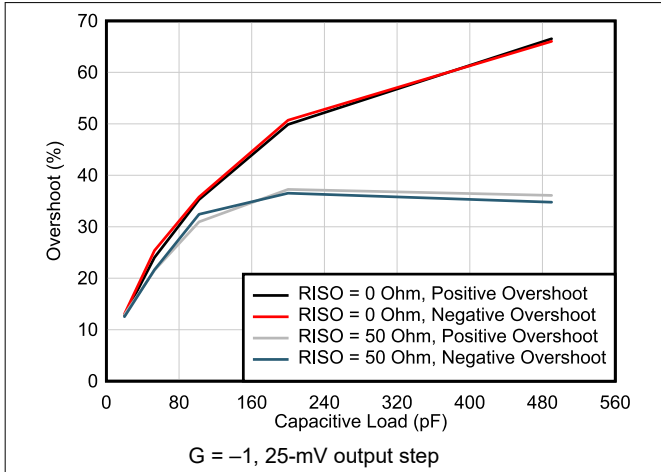 70
60
50
40
30
20
10
0
Overshoot (%)
RISO = 0 Ohm, Positive Overshoot
RISO = 0 Ohm, Negative Overshoot
RISO = 50 Ohm, Positive Overshoot
RISO = 50 Ohm, Negative Overshoot
0 80 160 240 320 400 480 560
Capacitive Load (pF)
G = –1, 25-mV output step